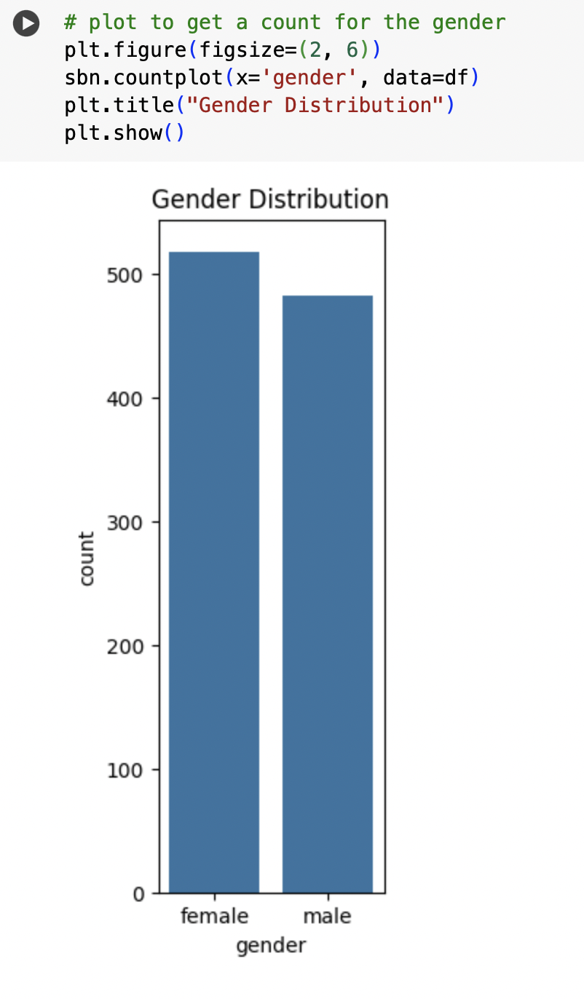 # plot to get a count for the gender
plt.figure(figsize=(2, 6))
sbn.countplot(x='gender', data=df)
plt.title("Gender Distribution")
plt.show()
Gender Distribution
500
400
300
200
100
0
count
female male
gender